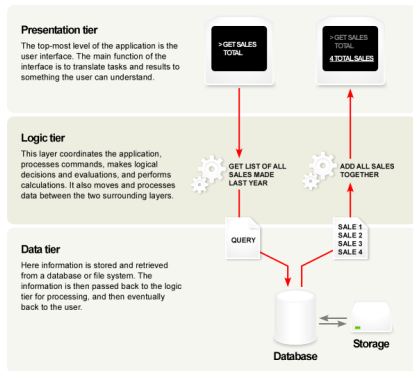 Presentation tier
The top-most level of the application is the
user interface. The main function of the
interface is to translate tasks and results to
something the user can understand.
> GET SALES
TOTAL
> GET SALES
TOTAL
4 TOTAL SALES
Logic tier
This layer coordinates the application,
processes commands, makes logical
decisions and evaluations, and performs
calculations. It also moves and processes
data between the two surrounding layers.
GET LIST OF ALL
SALES MADE
LAST YEAR
ADD ALL SALES
TOGETHER
Data tier
Here information is stored and retrieved
from a database or file system. The
information is then passed back to the logic
tier for processing, and then eventually
back to the user.
QUERY
SALE 1
SALE 2
SALE 3
SALE 4
Database
Storage